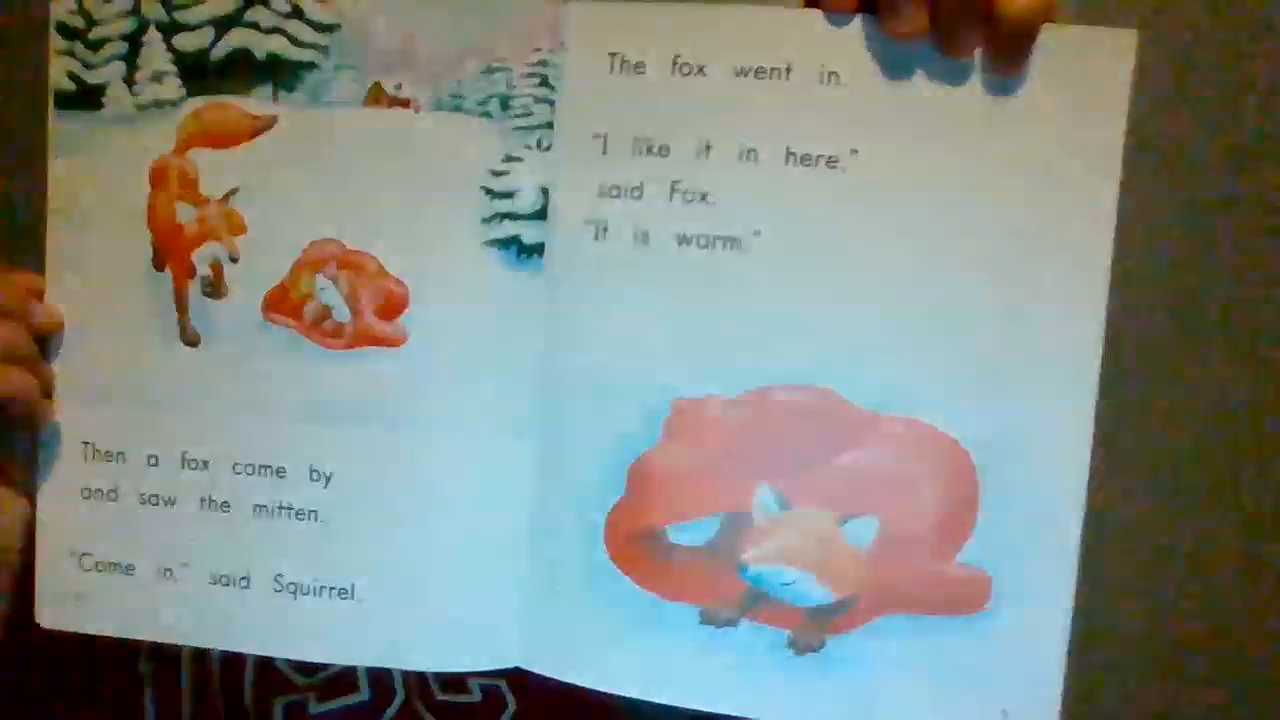 Then a fox came by
and saw the mitten.
"Come in," said Squirrel.
The fox went in.
"I like it in here,"
said Fox.
"It is warm."